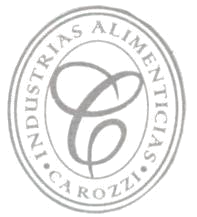 INDUSTRIAS ALIMENTICIAS
• CAROZZI •
C